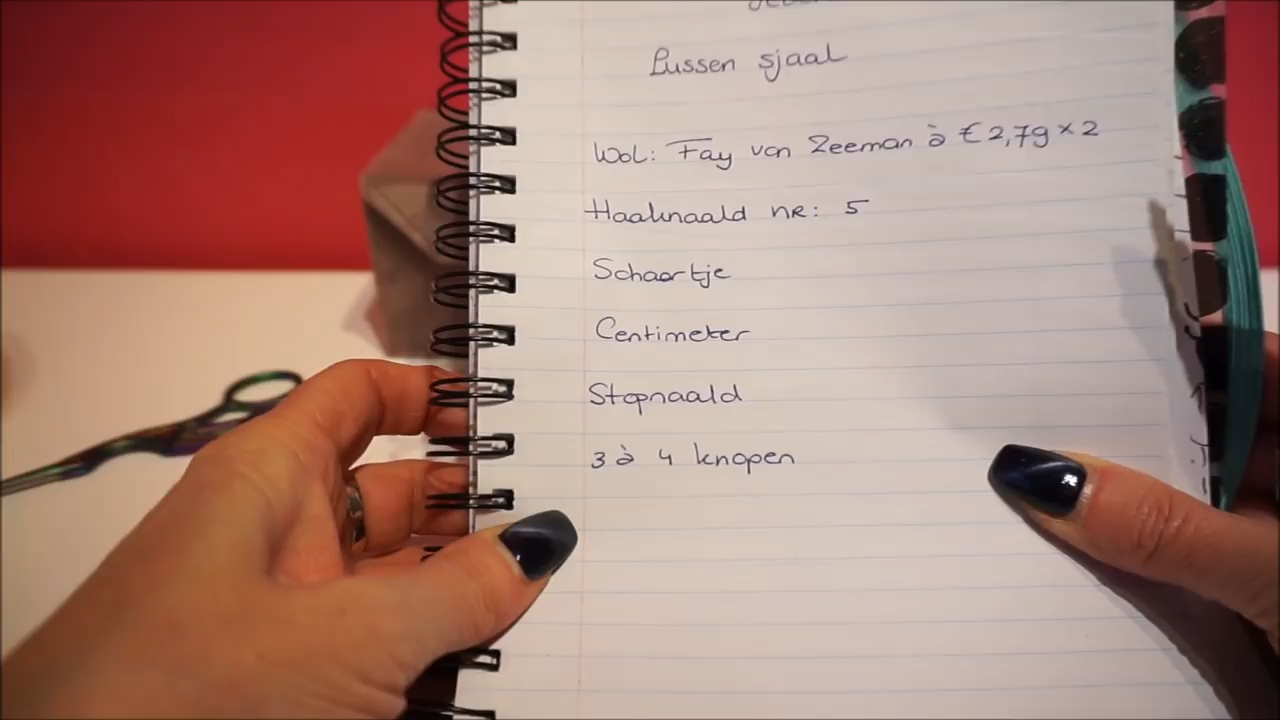 Lussen sjaal
Wol: Fay van Zeeman à €2,79 x 2
Haaknaald nr: 5
Schaartje
Centimeter
Stopnaald
3 à 4 knopen